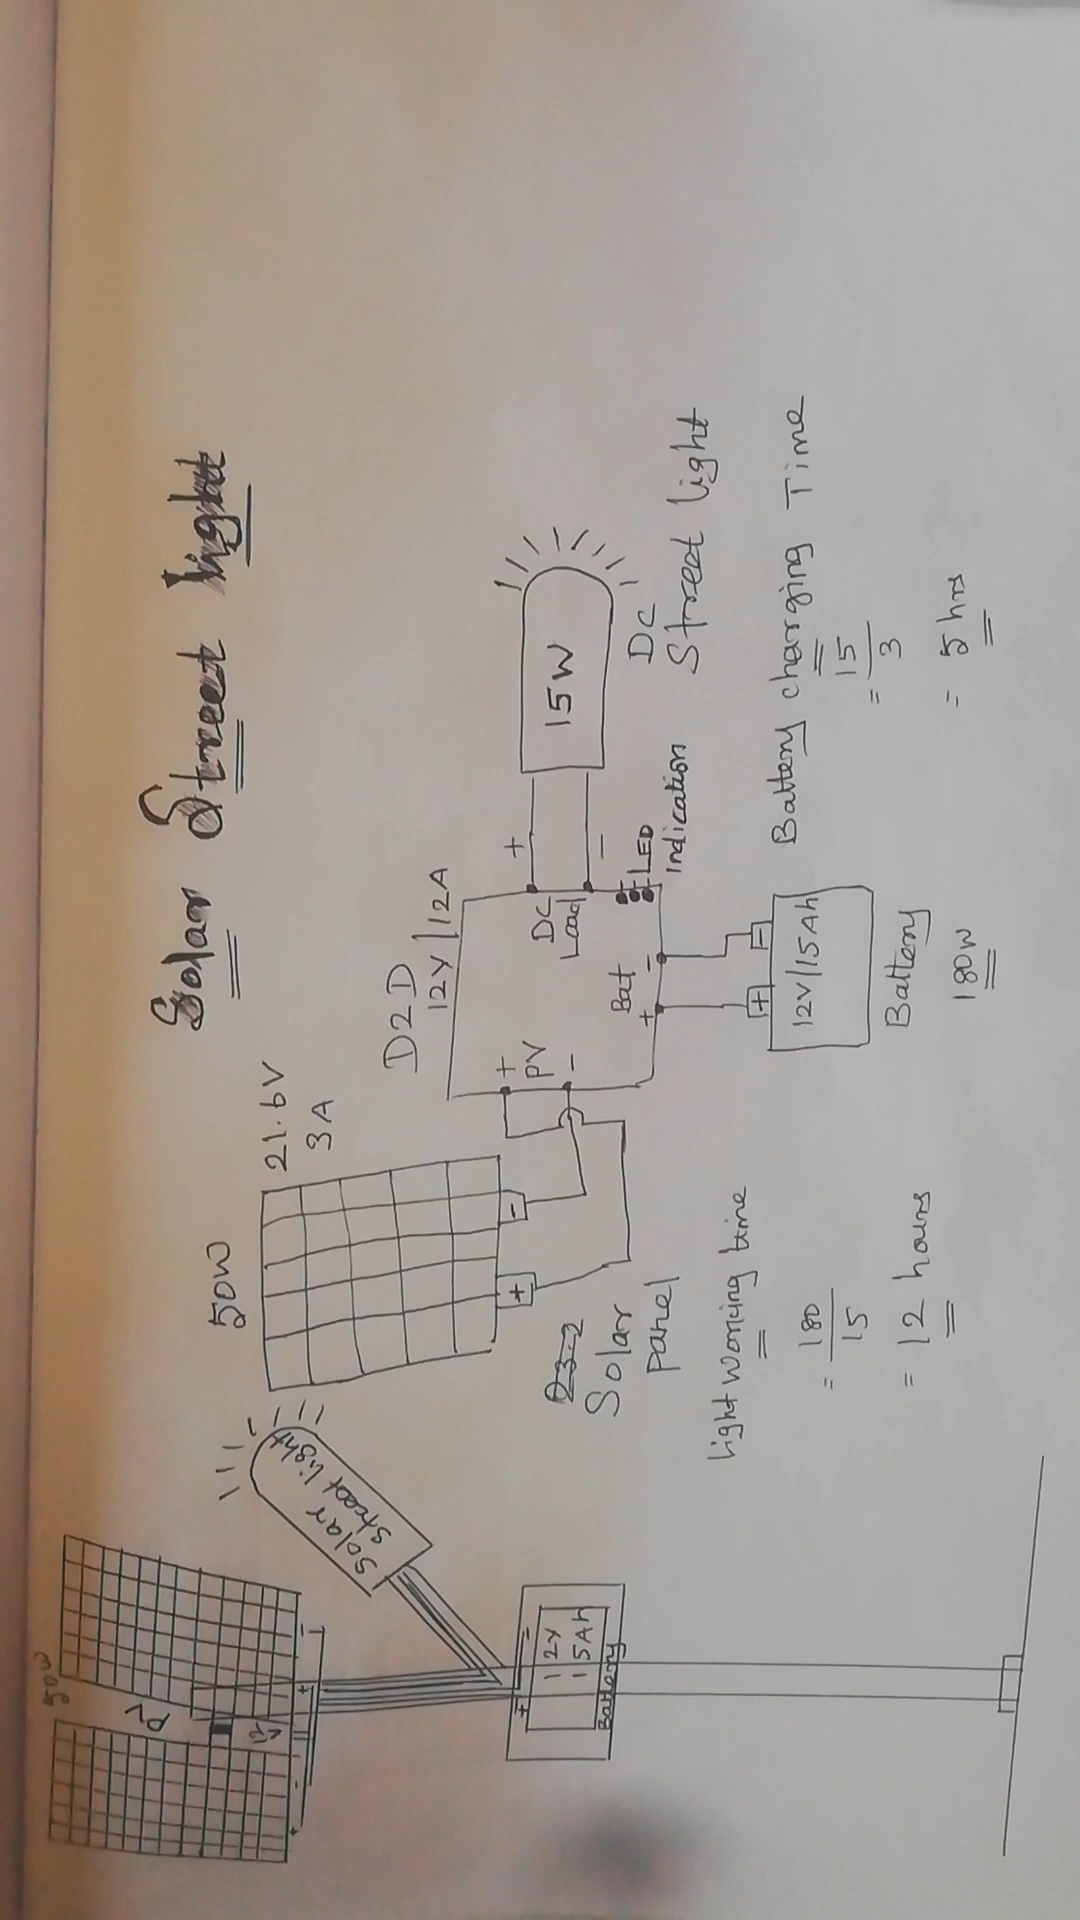 Solar Street light
50W
PV
12V
+ -
+ -
Solar
Street light
+ -
12V
15Ah
Battery
50W
21.6V
3A
+ -
Solar
Panel
D2D
12V/12A
+
PV
-
DC
Load
Bat
+ -
LED
Indication
+
-
15W
DC
Street light
+ -
12V/15Ah
Battery
180W
Light Working time
= 180
15
= 12 hours
Battery charging Time
= 15
3
= 5 hrs